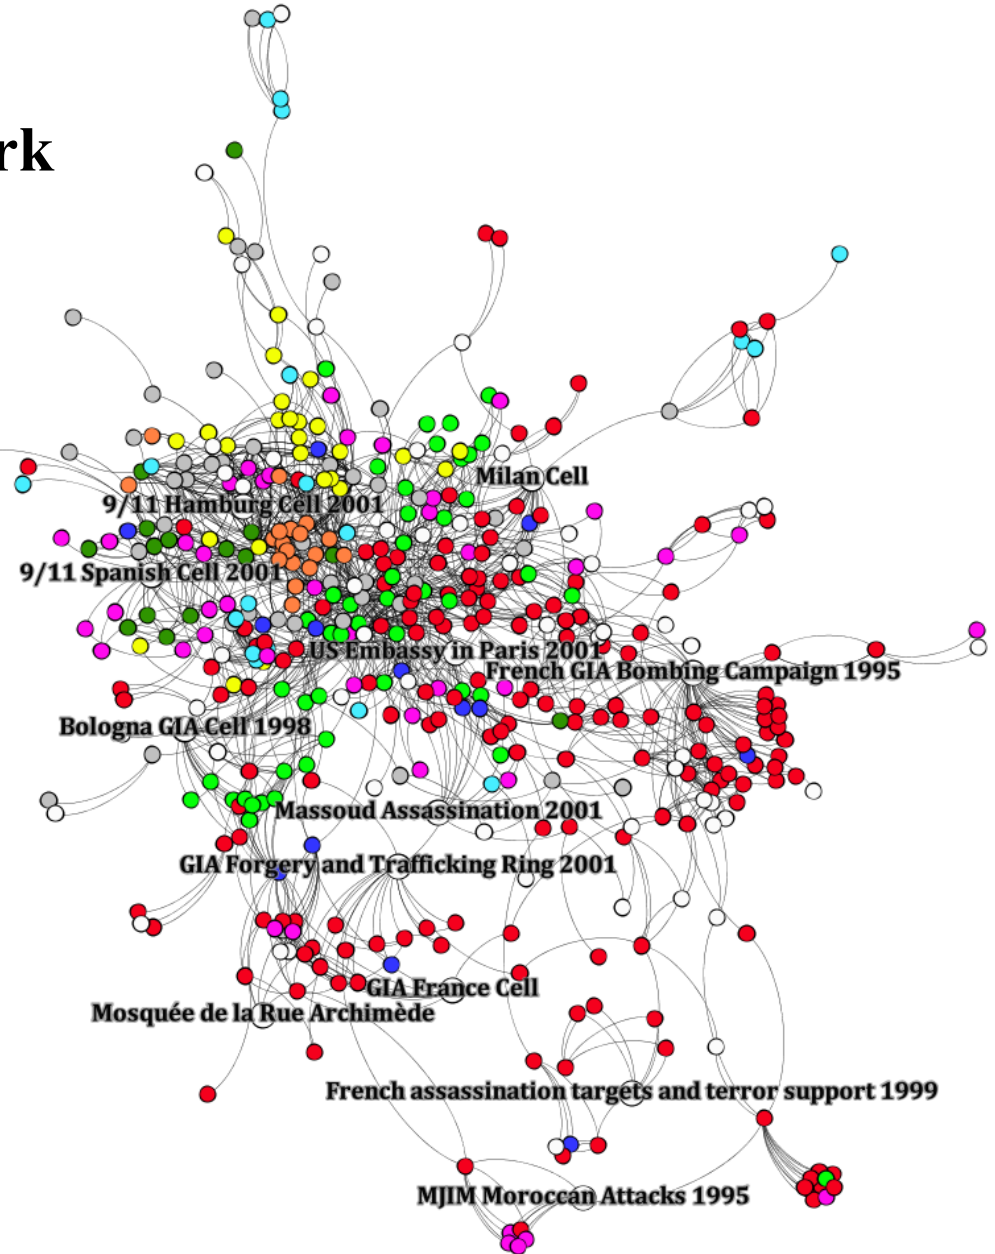 rk
Milan Cell
9/11 Hamburg Cell 2001
9/11 Spanish Cell 2001
US Embassy in Paris 2001
French GIA Bombing Campaign 1995
Bologna GIA Cell 1998
Massoud Assassination 2001
GIA Forgery and Trafficking Ring 2001
GIA France Cell
Mosquée de la Rue Archimède
French assassination targets and terror support 1999
MJIM Moroccan Attacks 1995